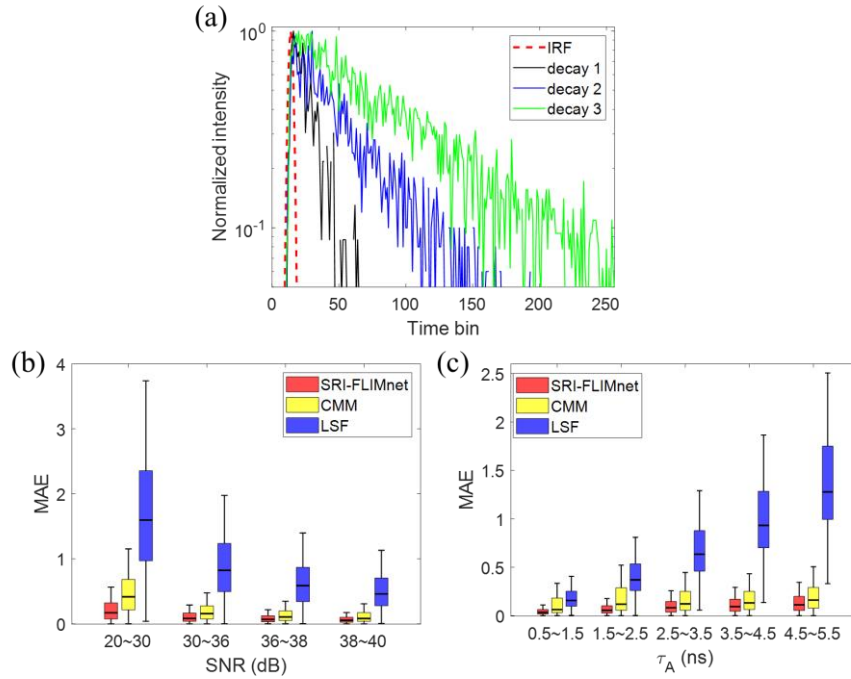 (a)
10^0
10^-1
Normalized intensity
IRF
decay 1
decay 2
decay 3
0 50 100 150 200 250
Time bin
(b)
4
3
2
1
0
MAE
SRI-FLIMnet
CMM
LSF
20~30 30~36 36~38 38~40
SNR (dB)
(c)
2.5
2
1.5
1
0.5
0
MAE
SRI-FLIMnet
CMM
LSF
0.5~1.5 1.5~2.5 2.5~3.5 3.5~4.5 4.5~5.5
τ_A (ns)